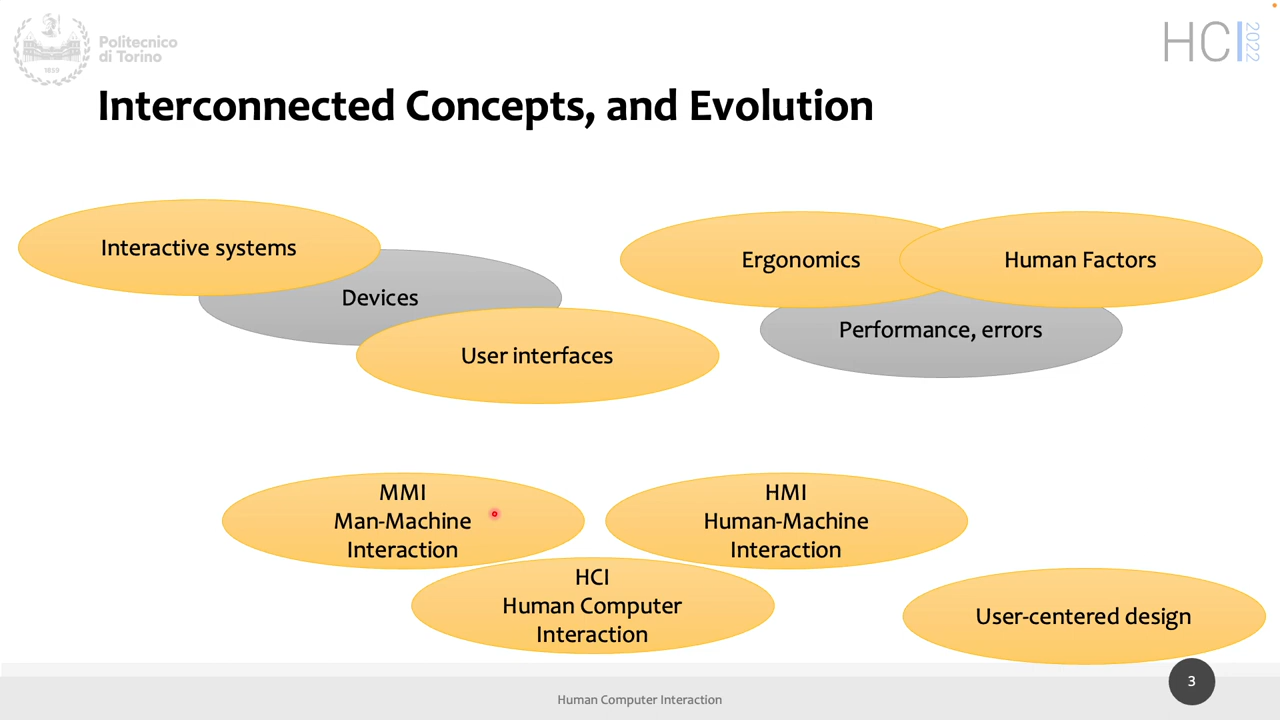 Politecnico
di Torino
1859
HCI 2022
Interconnected Concepts, and Evolution
Interactive systems
Devices
User interfaces
Ergonomics
Human Factors
Performance, errors
MMI
Man-Machine
Interaction
HMI
Human-Machine
Interaction
HCI
Human Computer
Interaction
User-centered design
Human Computer Interaction
3